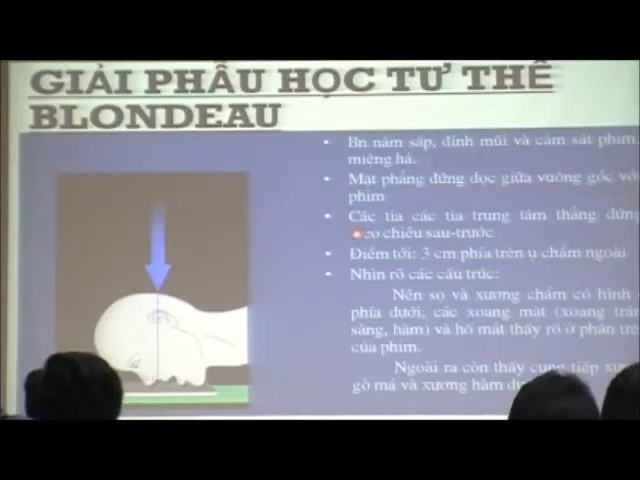 GIẢI PHẪU HỌC TƯ THẾ
BLONDEAU
• Bn nằm sấp, đỉnh mũi và cằm sát phim,
miệng há.
• Mặt phẳng đứng dọc giữa vuông góc với
phim
• Các tia các tia trung tâm thẳng đứng
theo chiều sau-trước
• Điểm tới: 3 cm phía trên ụ chẩm ngoài
• Nhìn rõ các cấu trúc:
Nền sọ và xương chẩm có hình
phía dưới, các xoang mặt (xoang trán
sàng, hàm) và hố mắt thấy rõ ở phần trên
của phim.
Ngoài ra còn thấy cung tiếp
gò má và xương hàm